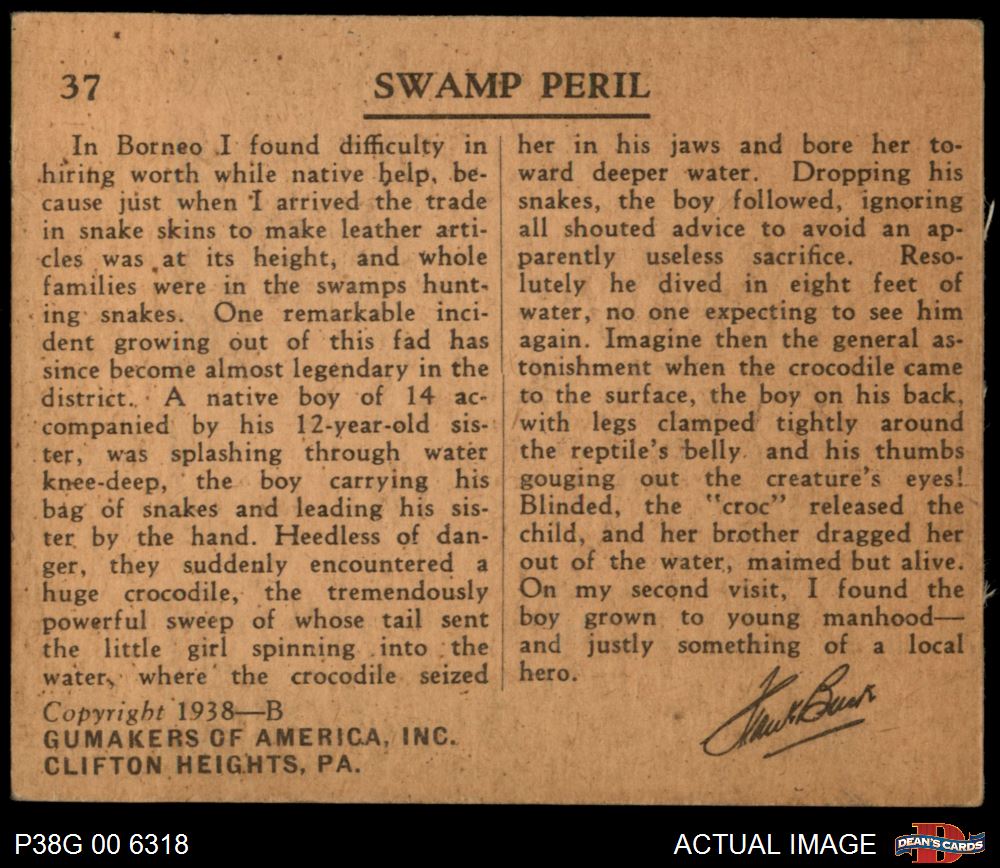 37
SWAMP PERIL
In Borneo I found difficulty in
hiring worth while native help, be-
cause just when I arrived the trade
in snake skins to make leather arti-
cles was at its height, and whole
families were in the swamps hunt-
ing snakes. One remarkable inci-
dent growing out of this fad has
since become almost legendary in the
district. A native boy of 14 ac-
companied by his 12-year-old sis-
ter, was splashing through water
knee-deep, the boy carrying his
bag of snakes and leading his sis-
ter by the hand. Heedless of dan-
ger, they suddenly encountered a
huge crocodile, the tremendously
powerful sweep of whose tail sent
the little girl spinning into the
water, where the crocodile seized
her in his jaws and bore her to-
ward deeper water. Dropping his
snakes, the boy followed, ignoring
all shouted advice to avoid an ap-
parently useless sacrifice. Reso-
lutely he dived in eight feet of
water, no one expecting to see him
again. Imagine then the general as-
tonishment when the crocodile came
to the surface, the boy on his back,
with legs clamped tightly around
the reptile's belly and his thumbs
gouging out the creature's eyes!
Blinded, the "croc" released the
child, and her brother dragged her
out of the water, maimed but alive.
On my second visit, I found the
boy grown to young manhood—
and justly something of a local
hero.
Frank Buck
Copyright 1938—B
GUMAKERS OF AMERICA, INC.
CLIFTON HEIGHTS, PA.
P38G 00 6318
ACTUAL IMAGE
D
DEAN'S CARDS